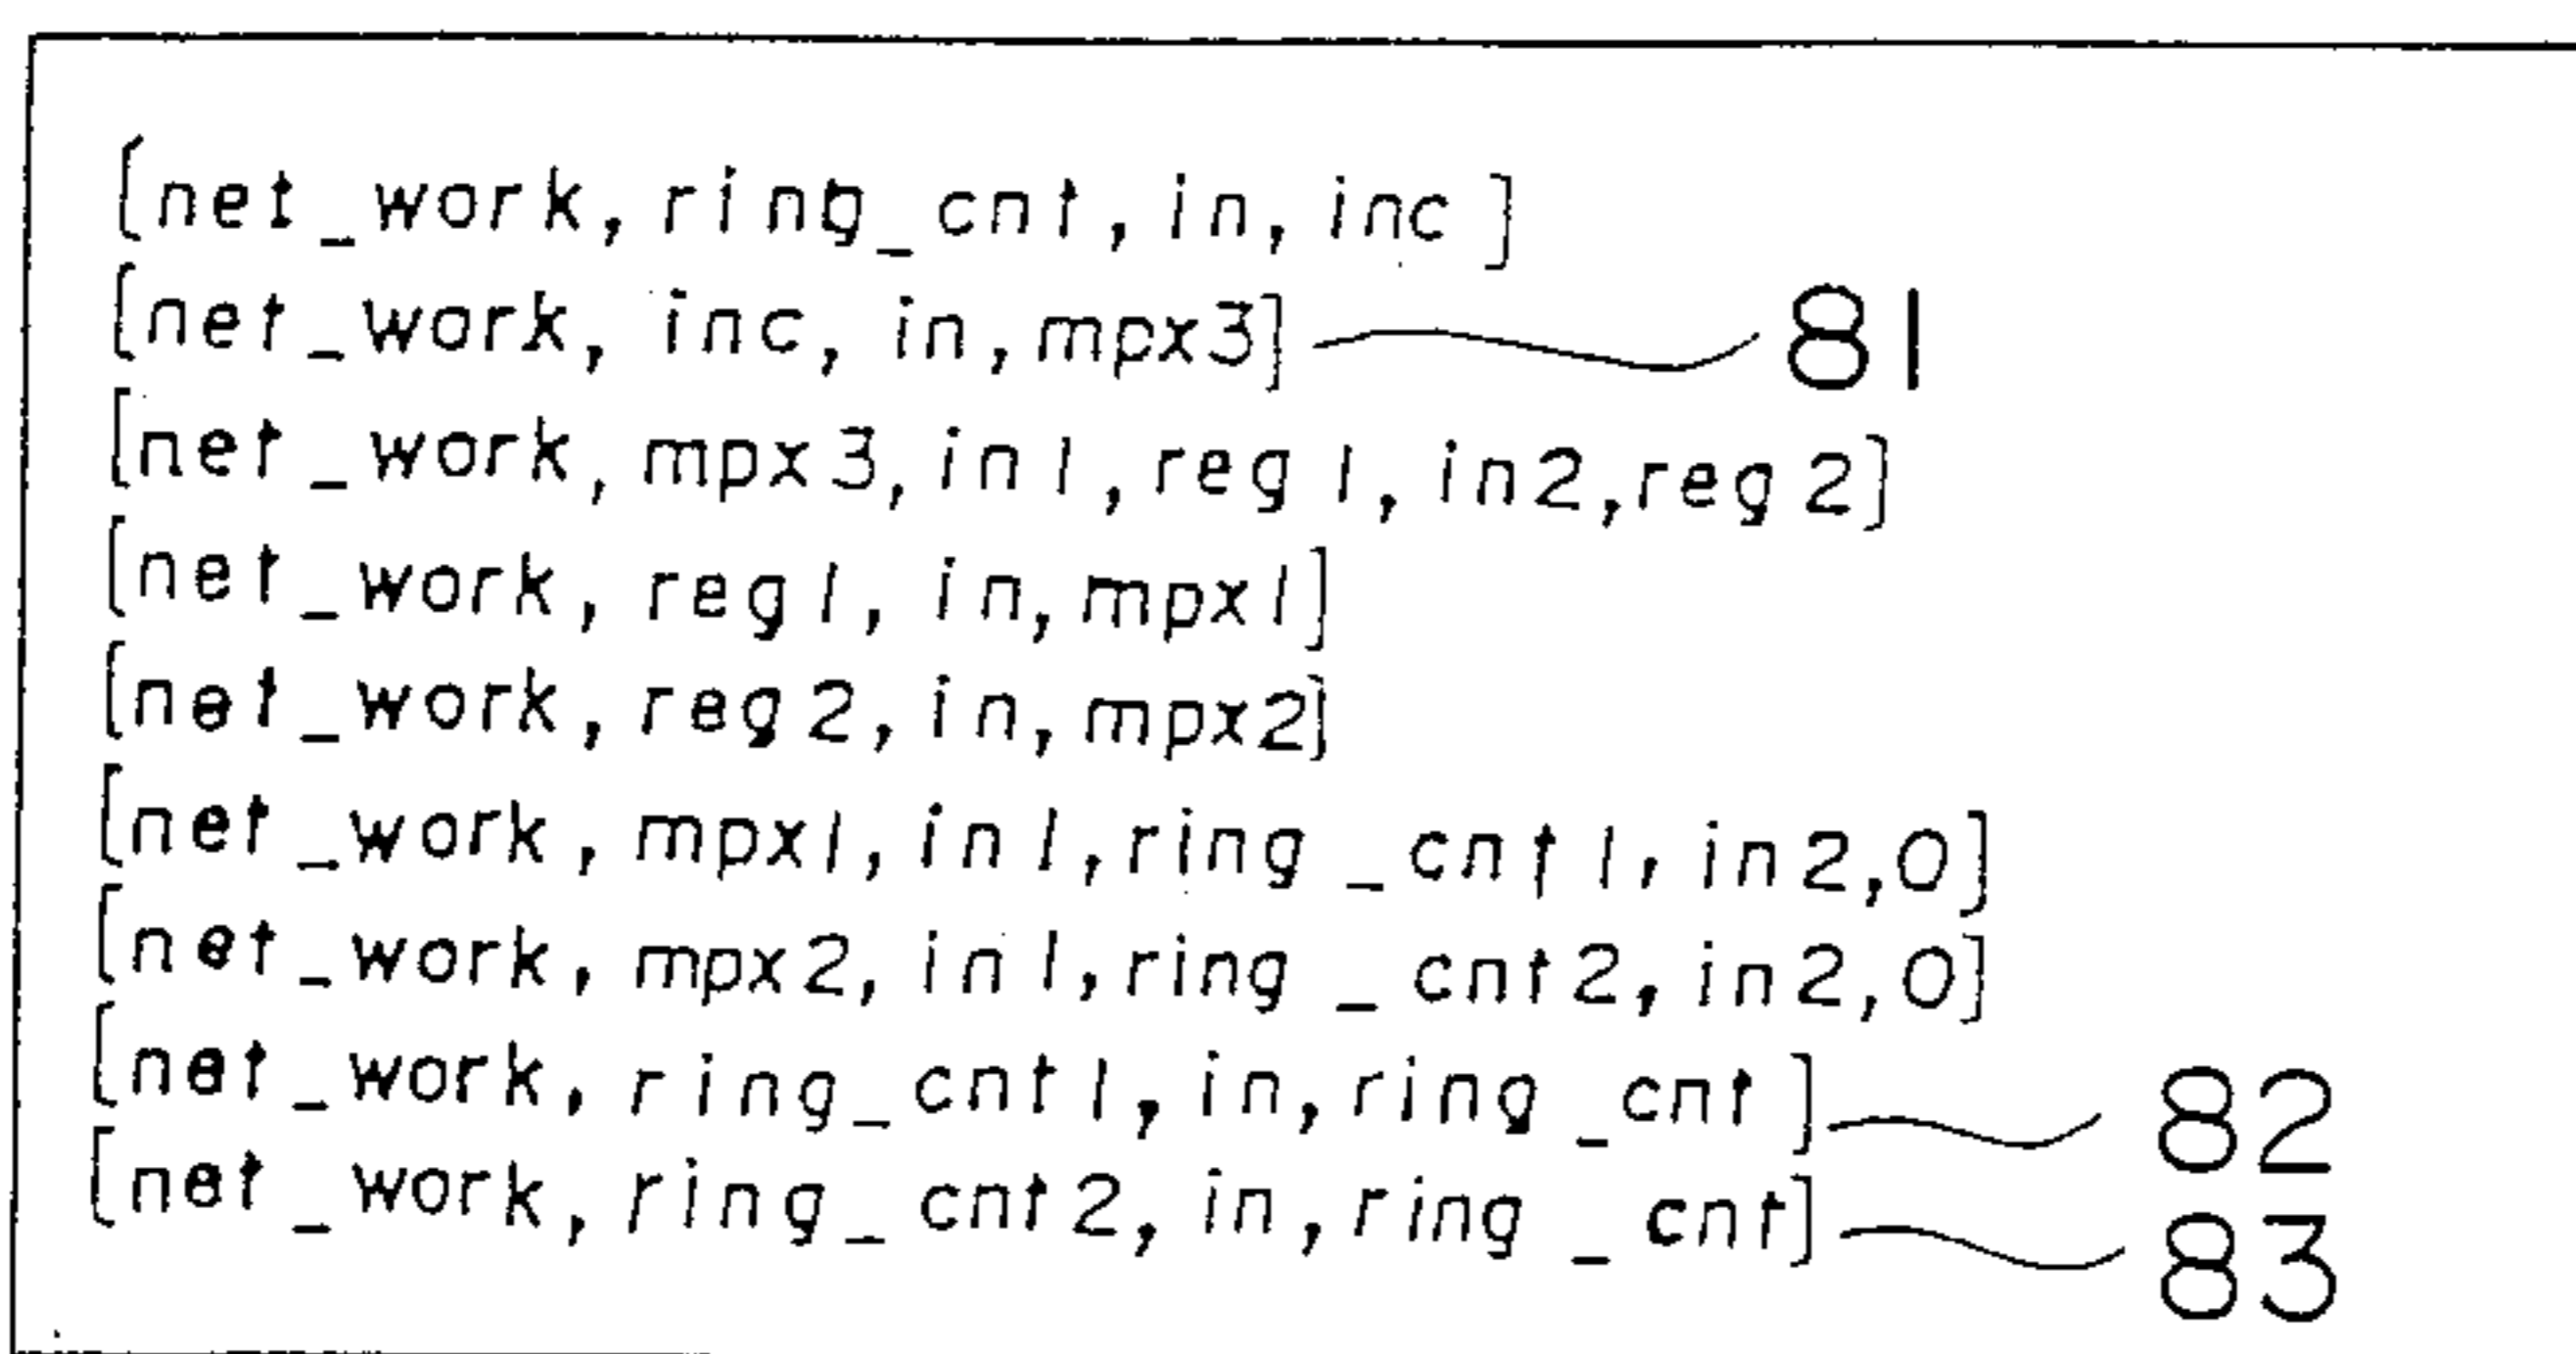 [net_work, ring_cnt, in, inc]
[net_work, inc, in, mpx3] 81
[net_work, mpx3, in1, reg1, in2, reg2]
[net_work, reg1, in, mpx1]
[net_work, reg2, in, mpx2]
[net_work, mpx1, in1, ring_cnt1, in2, 0]
[net_work, mpx2, in1, ring_cnt2, in2, 0]
[net_work, ring_cnt1, in, ring_cnt] 82
[net_work, ring_cnt2, in, ring_cnt] 83